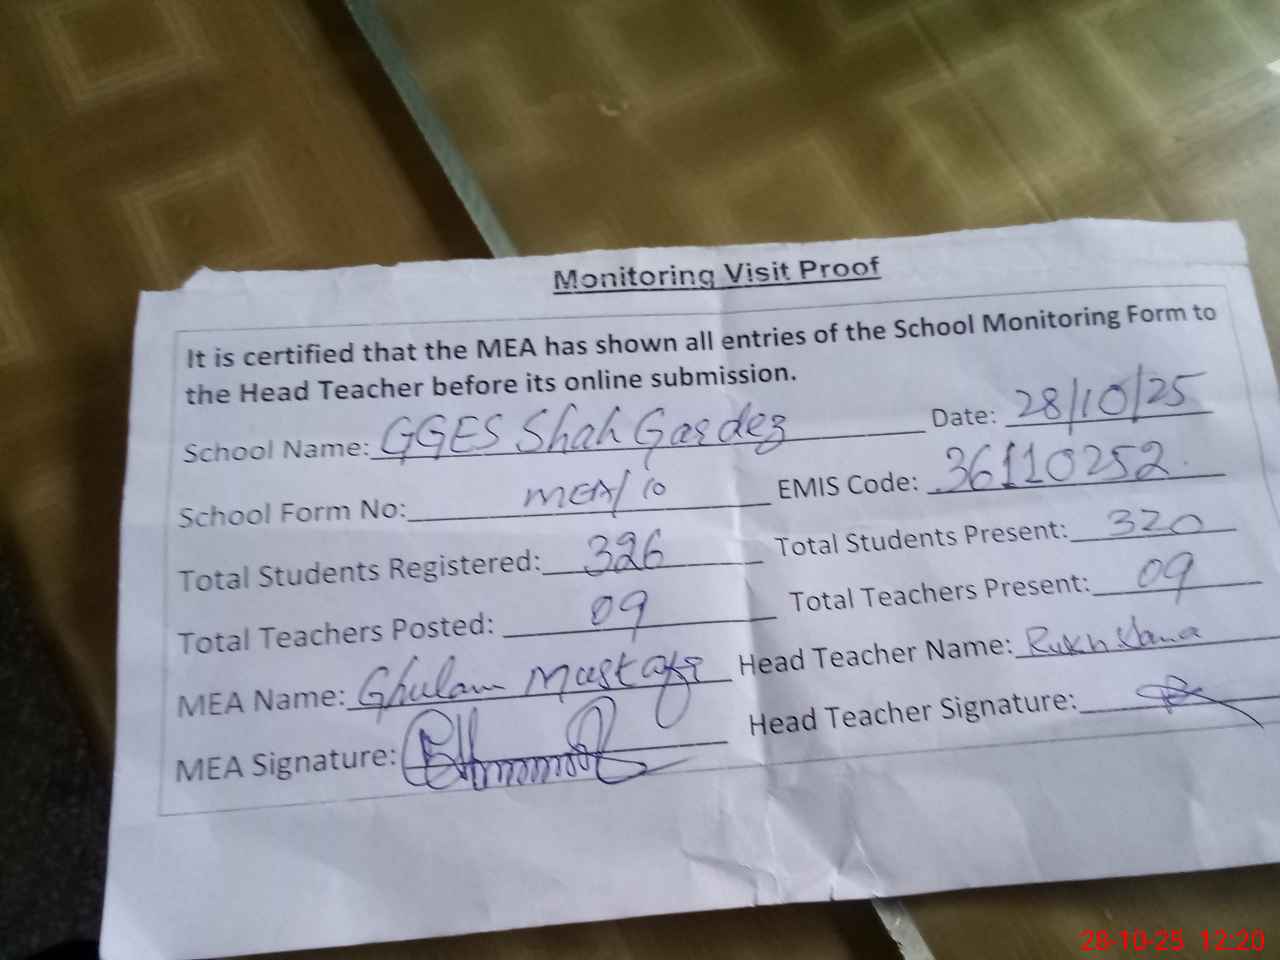 Monitoring Visit Proof
It is certified that the MEA has shown all entries of the School Monitoring Form to
the Head Teacher before its online submission.
School Name: GGES Shah Gardez Date: 28/10/25
School Form No: MEA/10 EMIS Code: 36110252
Total Students Registered: 326 Total Students Present: 320
Total Teachers Posted: 09 Total Teachers Present: 09
MEA Name: Ghulam Mustafa Head Teacher Name: Rukhsana
MEA Signature: Head Teacher Signature:
28-10-25 12:20